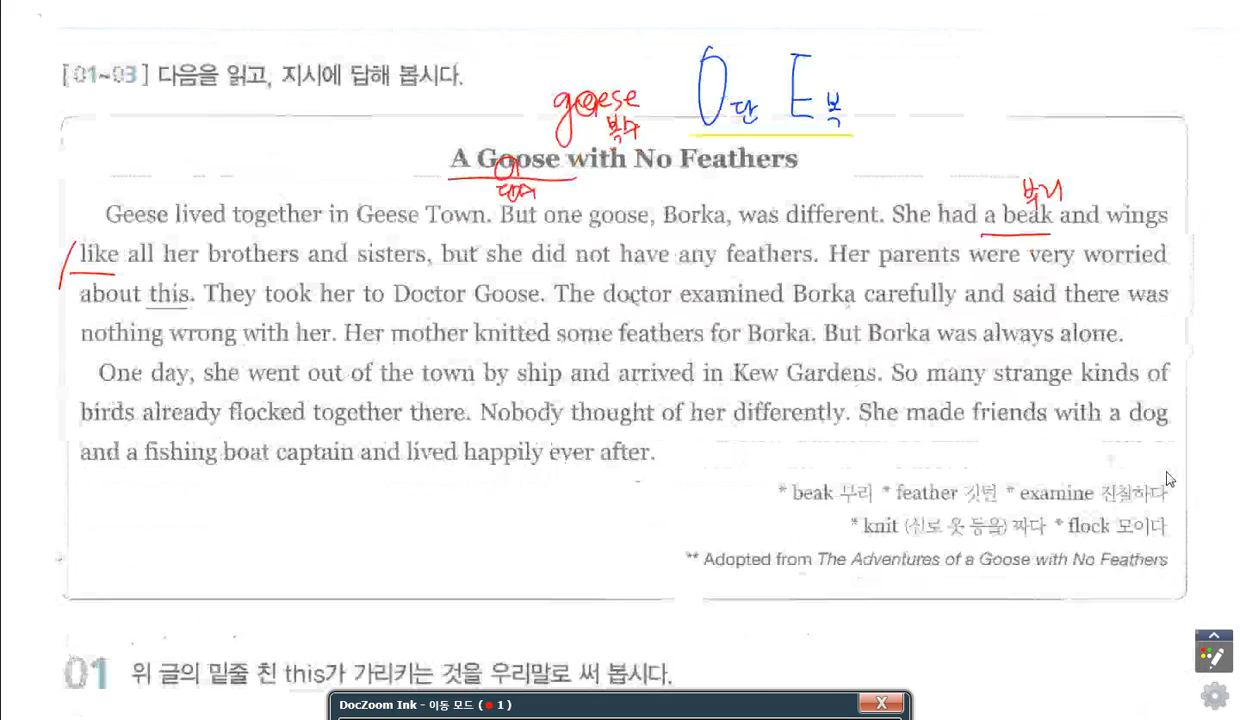 [01~03] 다음을 읽고, 지시에 답해 봅시다.
geese O단 E복
복수
A Goose with No Feathers
단수
부리
Geese lived together in Geese Town. But one goose, Borka, was different. She had a beak and wings
like all her brothers and sisters, but she did not have any feathers. Her parents were very worried
about this. They took her to Doctor Goose. The doctor examined Borka carefully and said there was
nothing wrong with her. Her mother knitted some feathers for Borka. But Borka was always alone.
One day, she went out of the town by ship and arrived in Kew Gardens. So many strange kinds of
birds already flocked together there. Nobody thought of her differently. She made friends with a dog
and a fishing boat captain and lived happily ever after.
* beak 부리 * feather 깃털 * examine 진찰하다
* knit (실로 옷 등을) 짜다 * flock 모이다
** Adopted from The Adventures of a Goose with No Feathers
01 위 글의 밑줄 친 this가 가리키는 것을 우리말로 써 봅시다.
DocZoom Ink - 이동 모드 ( 1 )